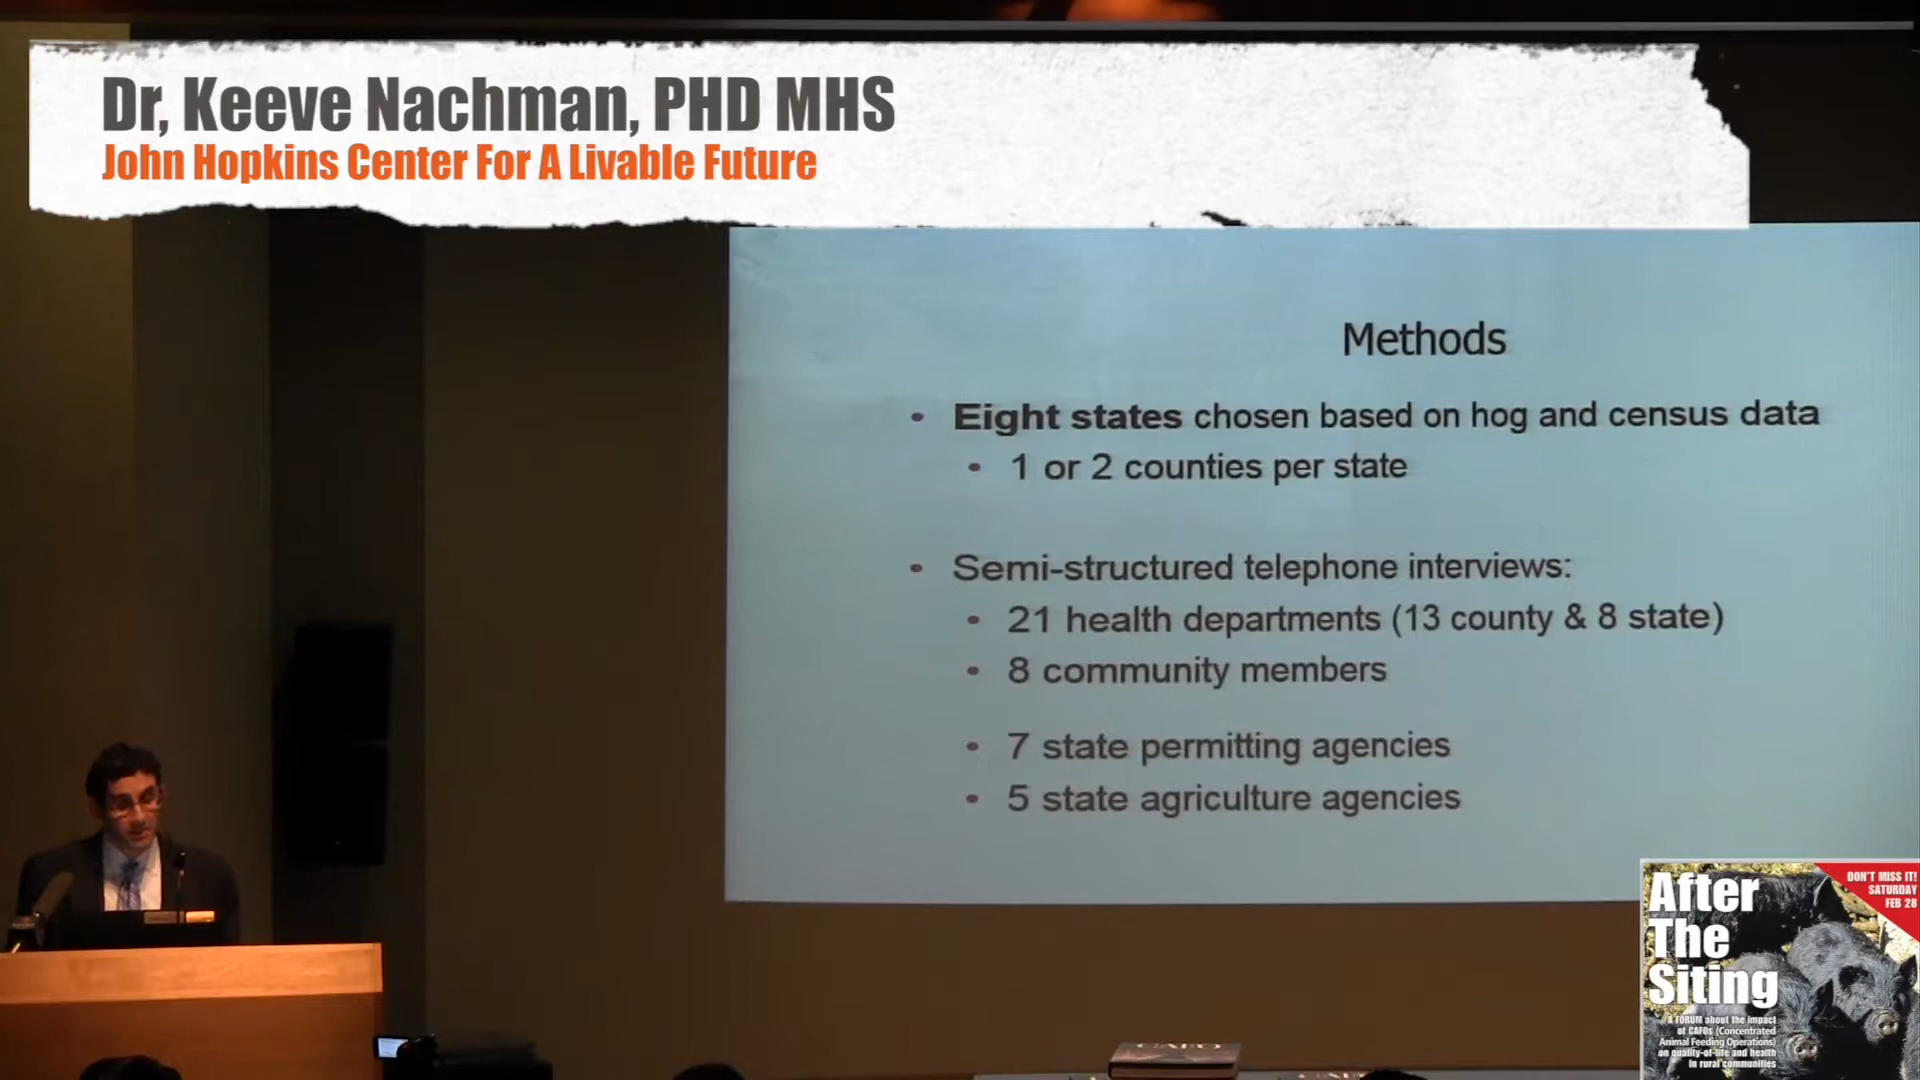 Dr, Keeve Nachman, PHD MHS
John Hopkins Center For A Livable Future
Methods
• Eight states chosen based on hog and census data
• 1 or 2 counties per state
• Semi-structured telephone interviews:
• 21 health departments (13 county & 8 state)
• 8 community members
• 7 state permitting agencies
• 5 state agriculture agencies
DON'T MISS IT!
SATURDAY
FEB 28
After
The
Siting
A FORUM about the impact
of CAFOs (Concentrated
Animal Feeding Operations)
on quality-of-life and health
in rural communities
CAFO